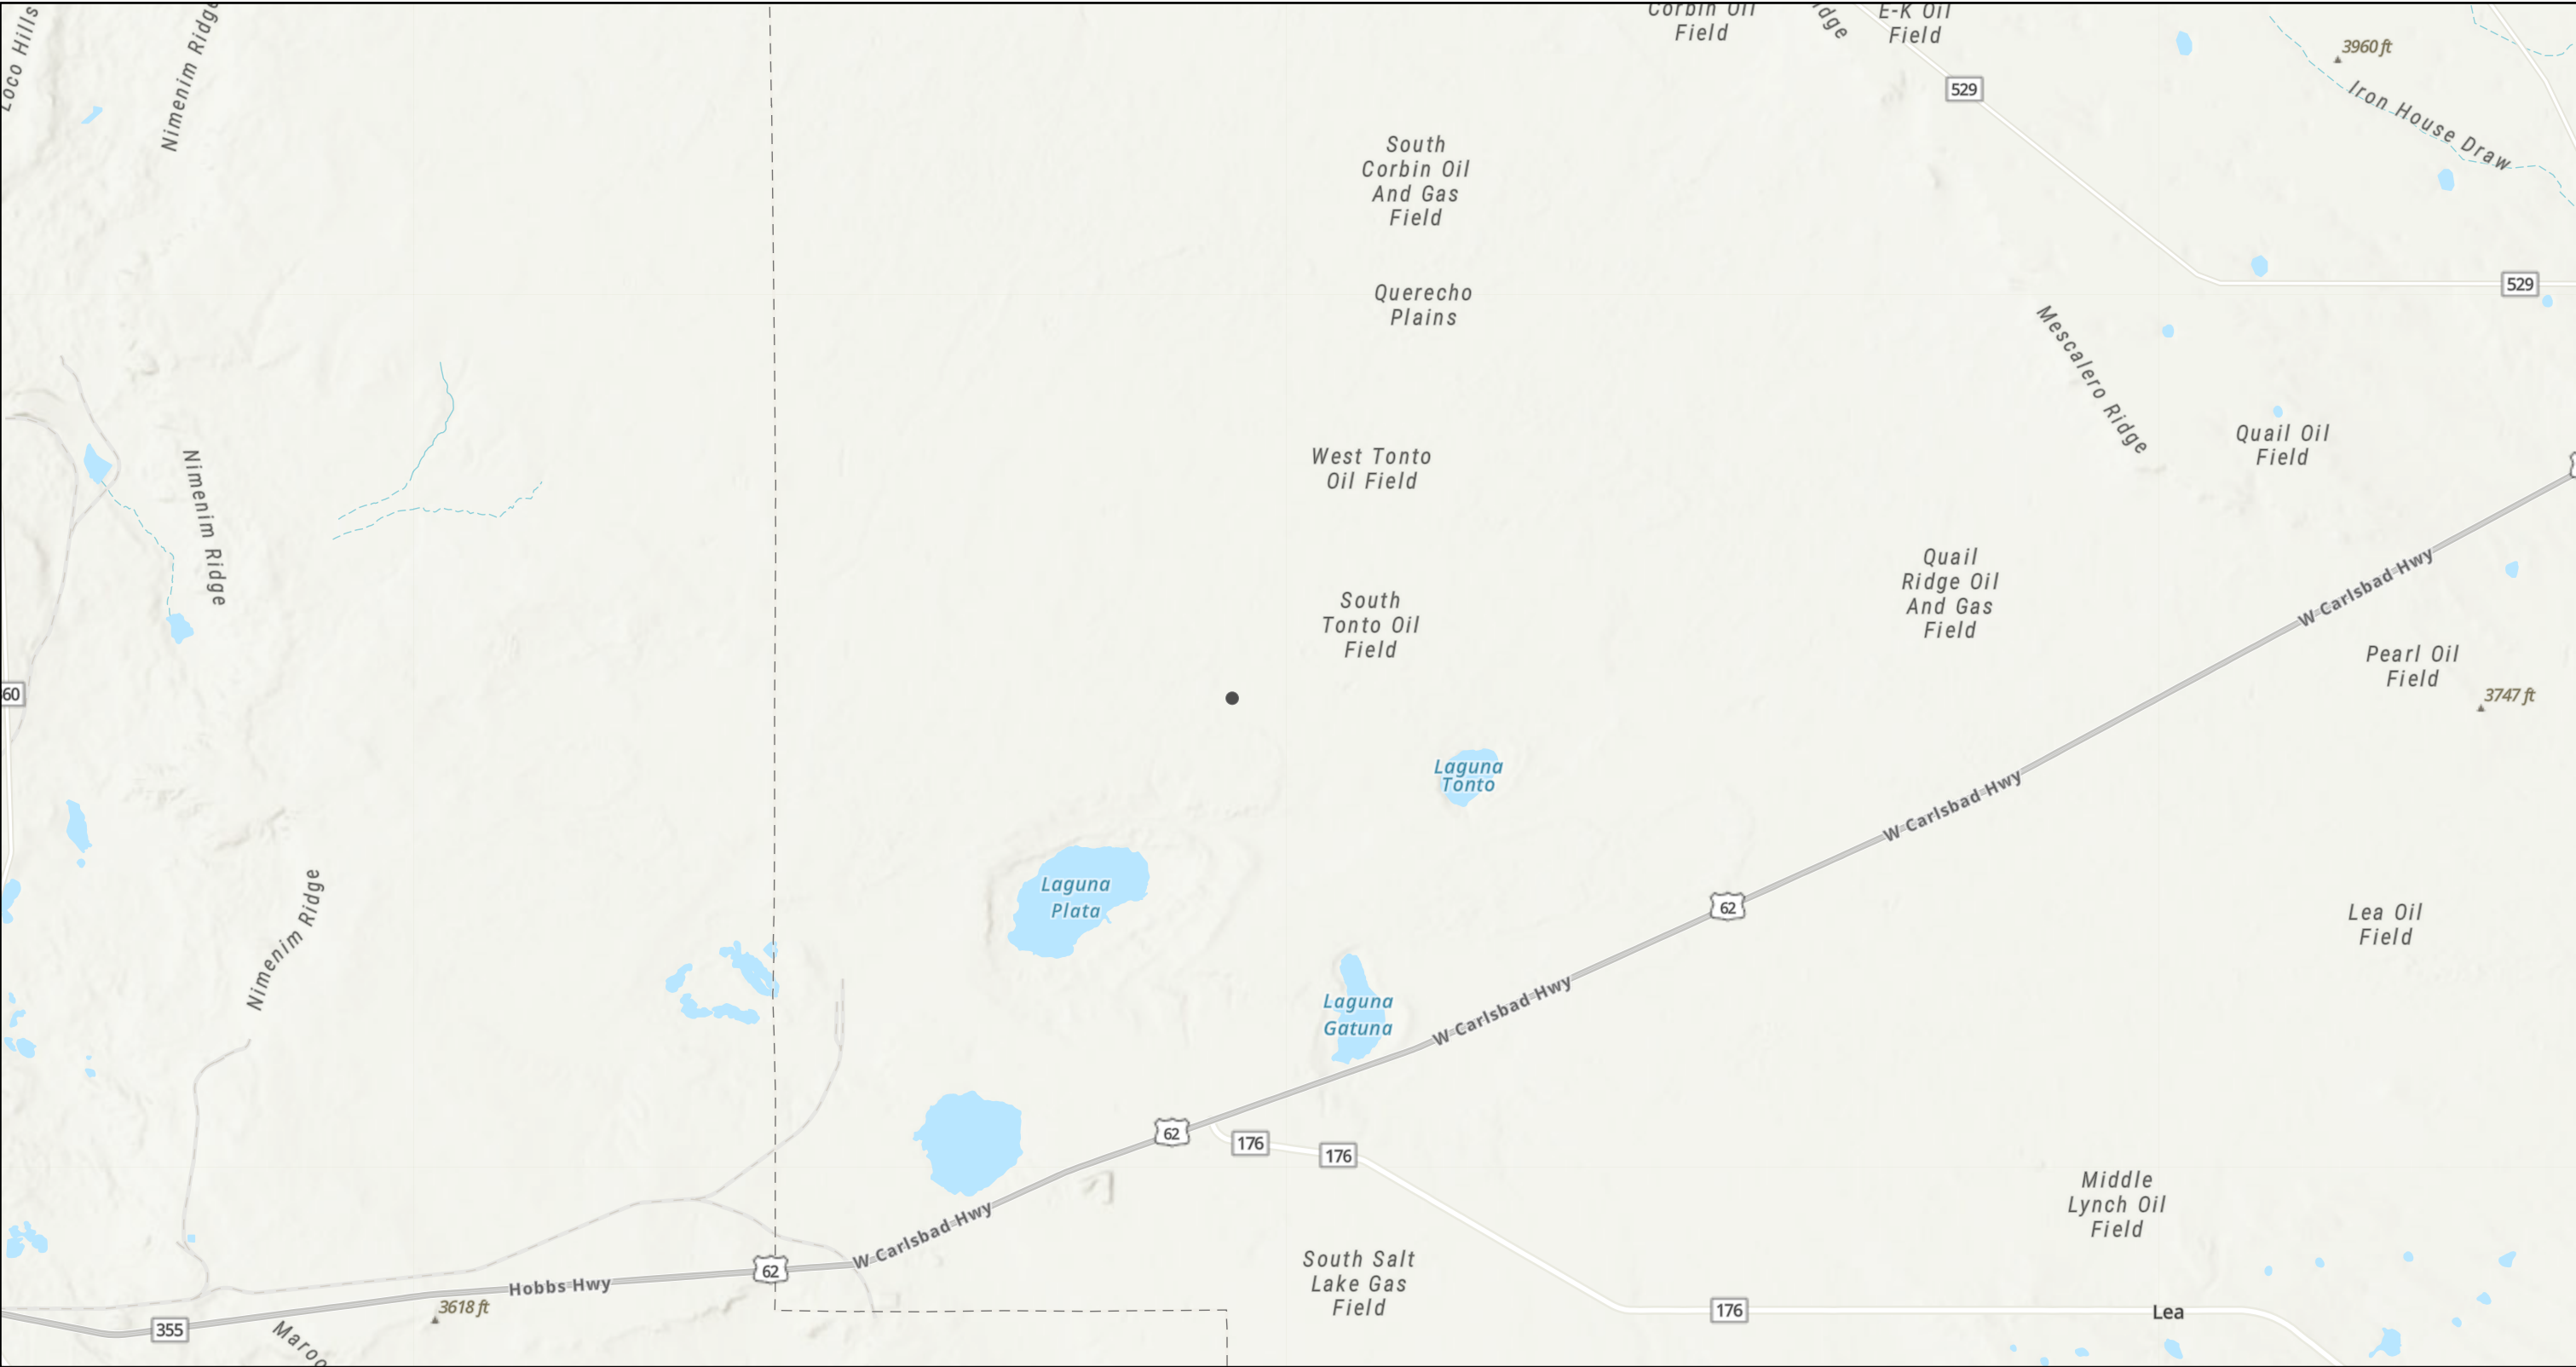 Loco Hills
Nimenim Ridge
Corbin Oil
Field
E-K Oil
Field
529
3960 ft
Iron House Draw
South
Corbin Oil
And Gas
Field
Querecho
Plains
529
Mescalero Ridge
Quail Oil
Field
West Tonto
Oil Field
Nimenim Ridge
South
Tonto Oil
Field
Quail
Ridge Oil
And Gas
Field
W Carlsbad Hwy
Pearl Oil
Field
3747 ft
60
Laguna
Tonto
W Carlsbad Hwy
Laguna
Plata
62
Lea Oil
Field
Nimenim Ridge
Laguna
Gatuna
W Carlsbad Hwy
62
176
176
Middle
Lynch Oil
Field
W Carlsbad Hwy
South Salt
Lake Gas
Field
62
Hobbs Hwy
3618 ft
355
176
Lea